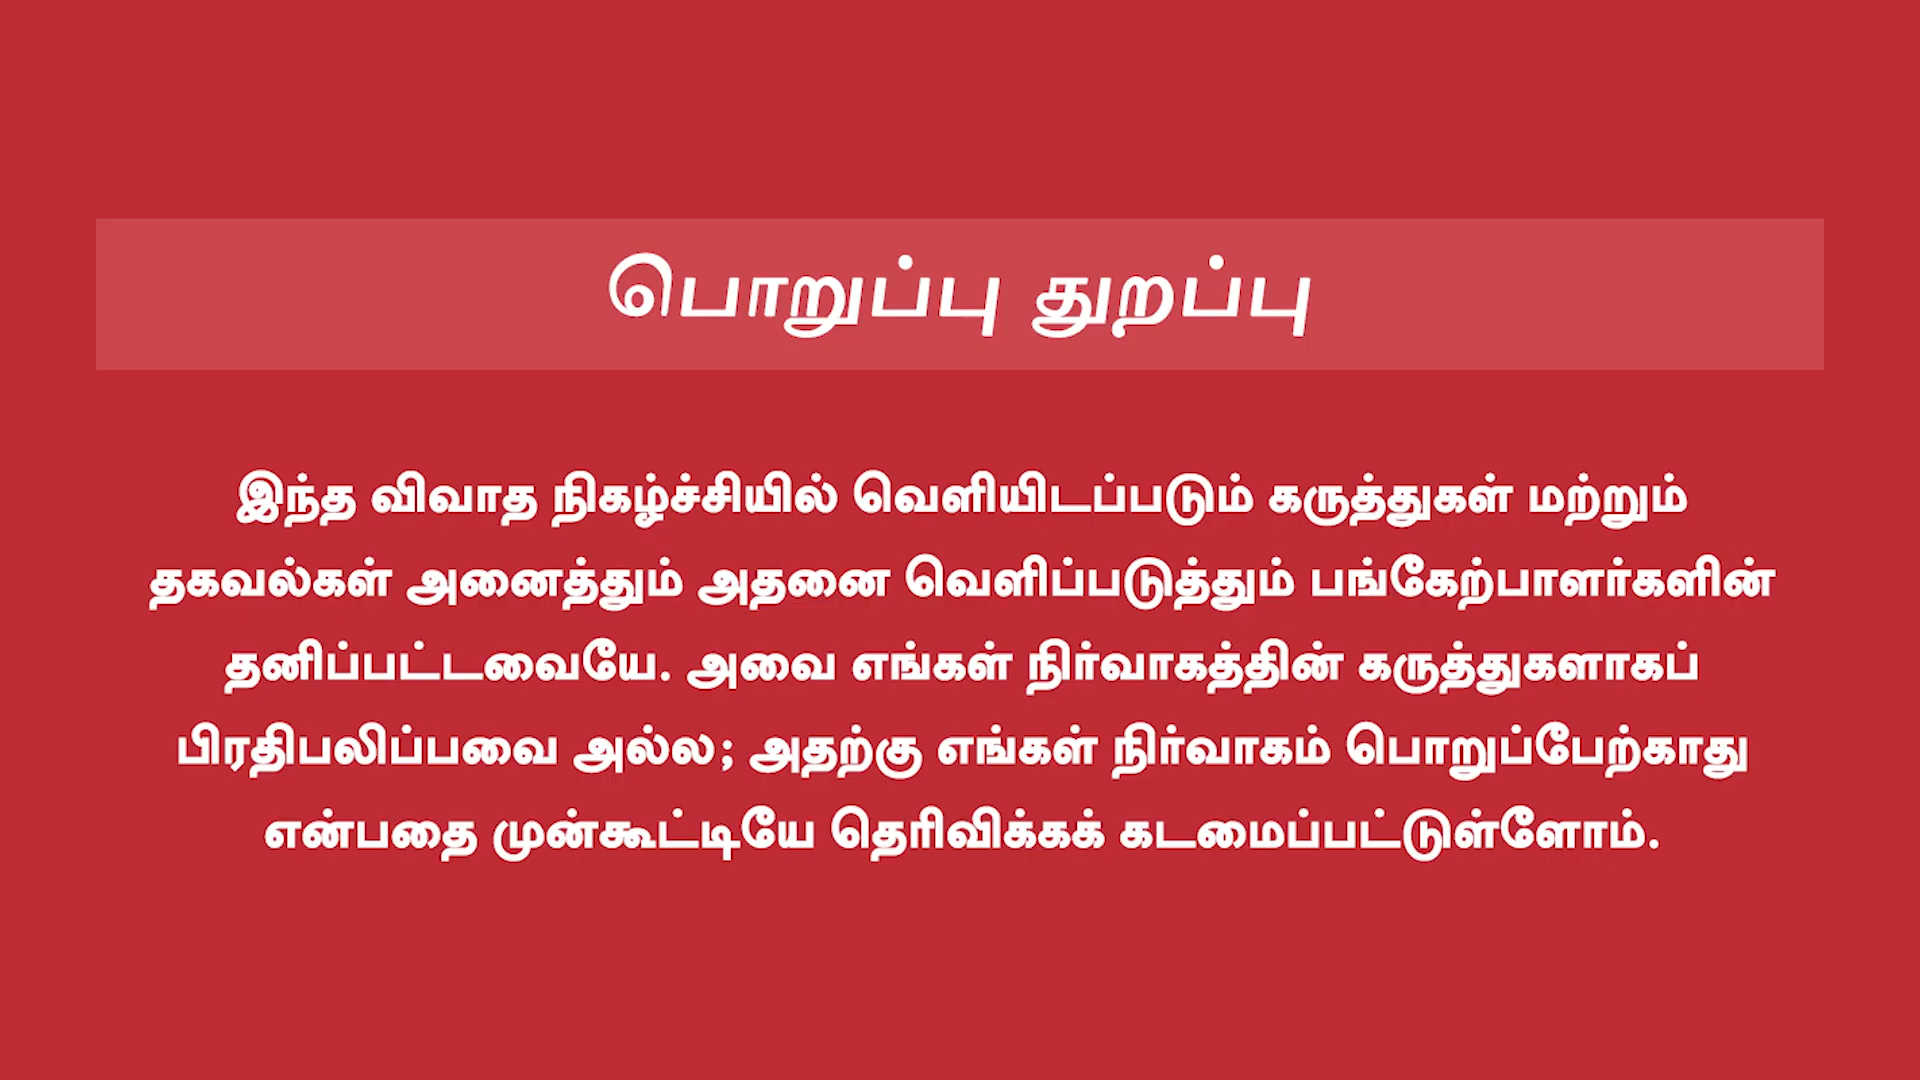 பொறுப்பு துறப்பு
இந்த விவாத நிகழ்ச்சியில் வெளியிடப்படும் கருத்துகள் மற்றும்
தகவல்கள் அனைத்தும் அதனை வெளிப்படுத்தும் பங்கேற்பாளர்களின்
தனிப்பட்டவையே. அவை எங்கள் நிர்வாகத்தின் கருத்துகளாகப்
பிரதிபலிப்பவை அல்ல; அதற்கு எங்கள் நிர்வாகம் பொறுப்பேற்காது
என்பதை முன்கூட்டியே தெரிவிக்கக் கடமைப்பட்டுள்ளோம்.